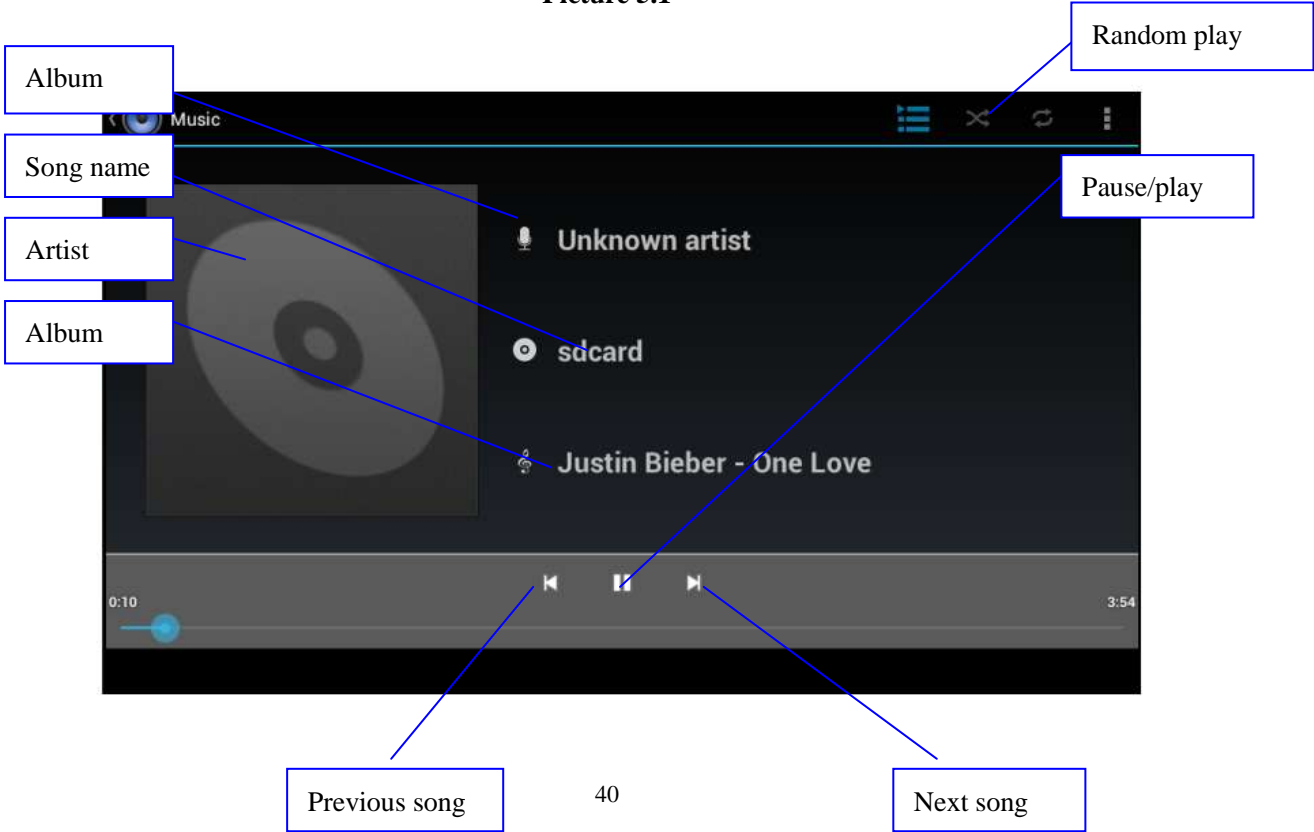 Random play
Album
Music
Song name
Pause/play
Unknown artist
Artist
Album
sdcard
Justin Bieber - One Love
0:10
3:54
Previous song
40
Next song